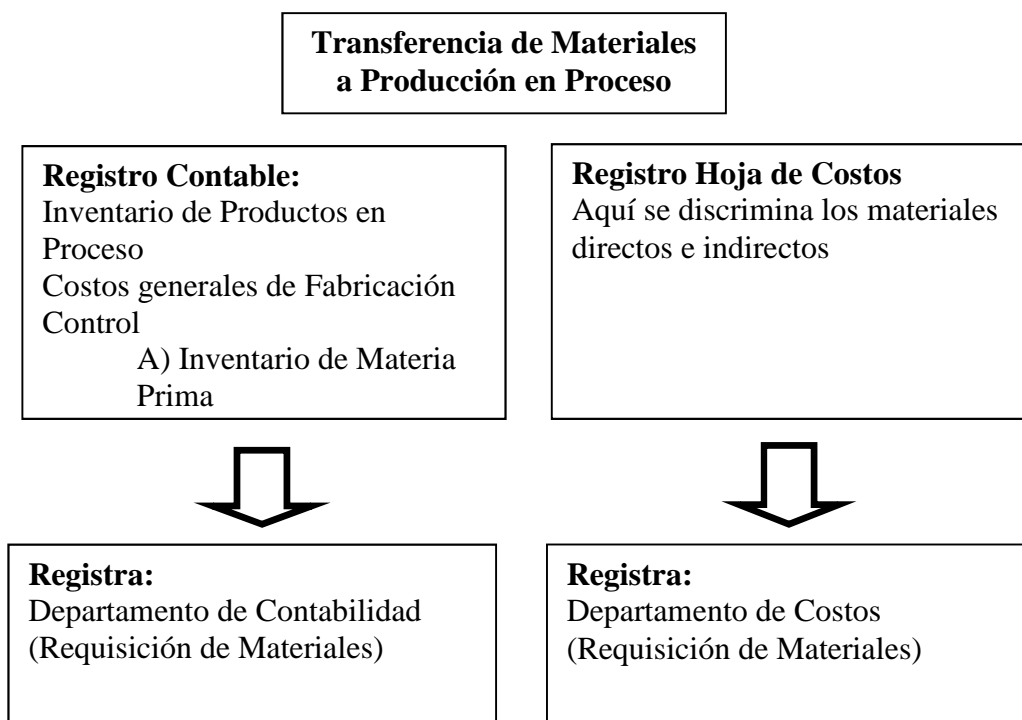 Transferencia de Materiales
a Producción en Proceso
Registro Contable:
Inventario de Productos en
Proceso
Costos generales de Fabricación
Control
A) Inventario de Materia
Prima
Registro Hoja de Costos
Aquí se discrimina los materiales
directos e indirectos
Registra:
Departamento de Contabilidad
(Requisición de Materiales)
Registra:
Departamento de Costos
(Requisición de Materiales)